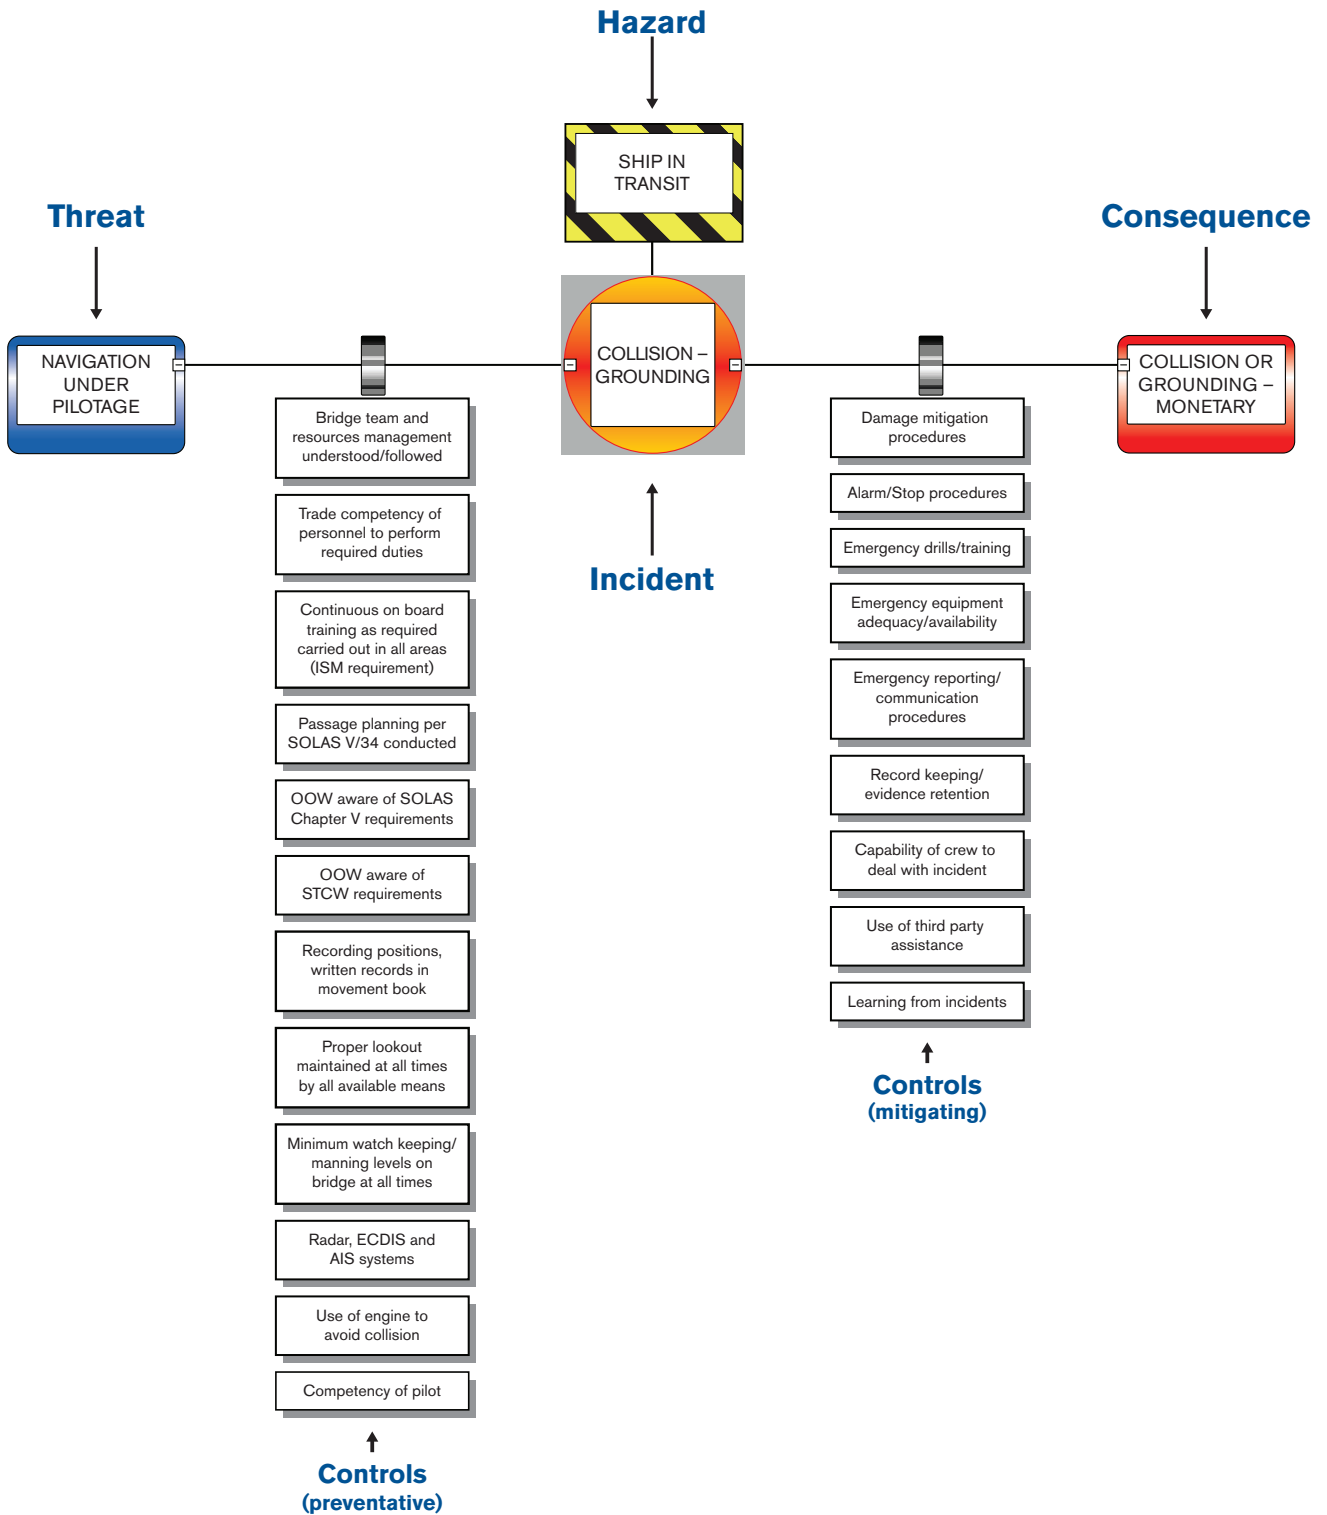 Hazard
SHIP IN
TRANSIT
Threat
Consequence
NAVIGATION
UNDER
PILOTAGE
COLLISION –
GROUNDING
COLLISION OR
GROUNDING –
MONETARY
Incident
Bridge team and
resources management
understood/followed
Trade competency of
personnel to perform
required duties
Continuous on board
training as required
carried out in all areas
(ISM requirement)
Passage planning per
SOLAS V/34 conducted
OOW aware of SOLAS
Chapter V requirements
OOW aware of
STCW requirements
Recording positions,
written records in
movement book
Proper lookout
maintained at all times
by all available means
Minimum watch keeping/
manning levels on
bridge at all times
Radar, ECDIS and
AIS systems
Use of engine to
avoid collision
Competency of pilot
Controls
(preventative)
Damage mitigation
procedures
Alarm/Stop procedures
Emergency drills/training
Emergency equipment
adequacy/availability
Emergency reporting/
communication
procedures
Record keeping/
evidence retention
Capability of crew to
deal with incident
Use of third party
assistance
Learning from incidents
Controls
(mitigating)